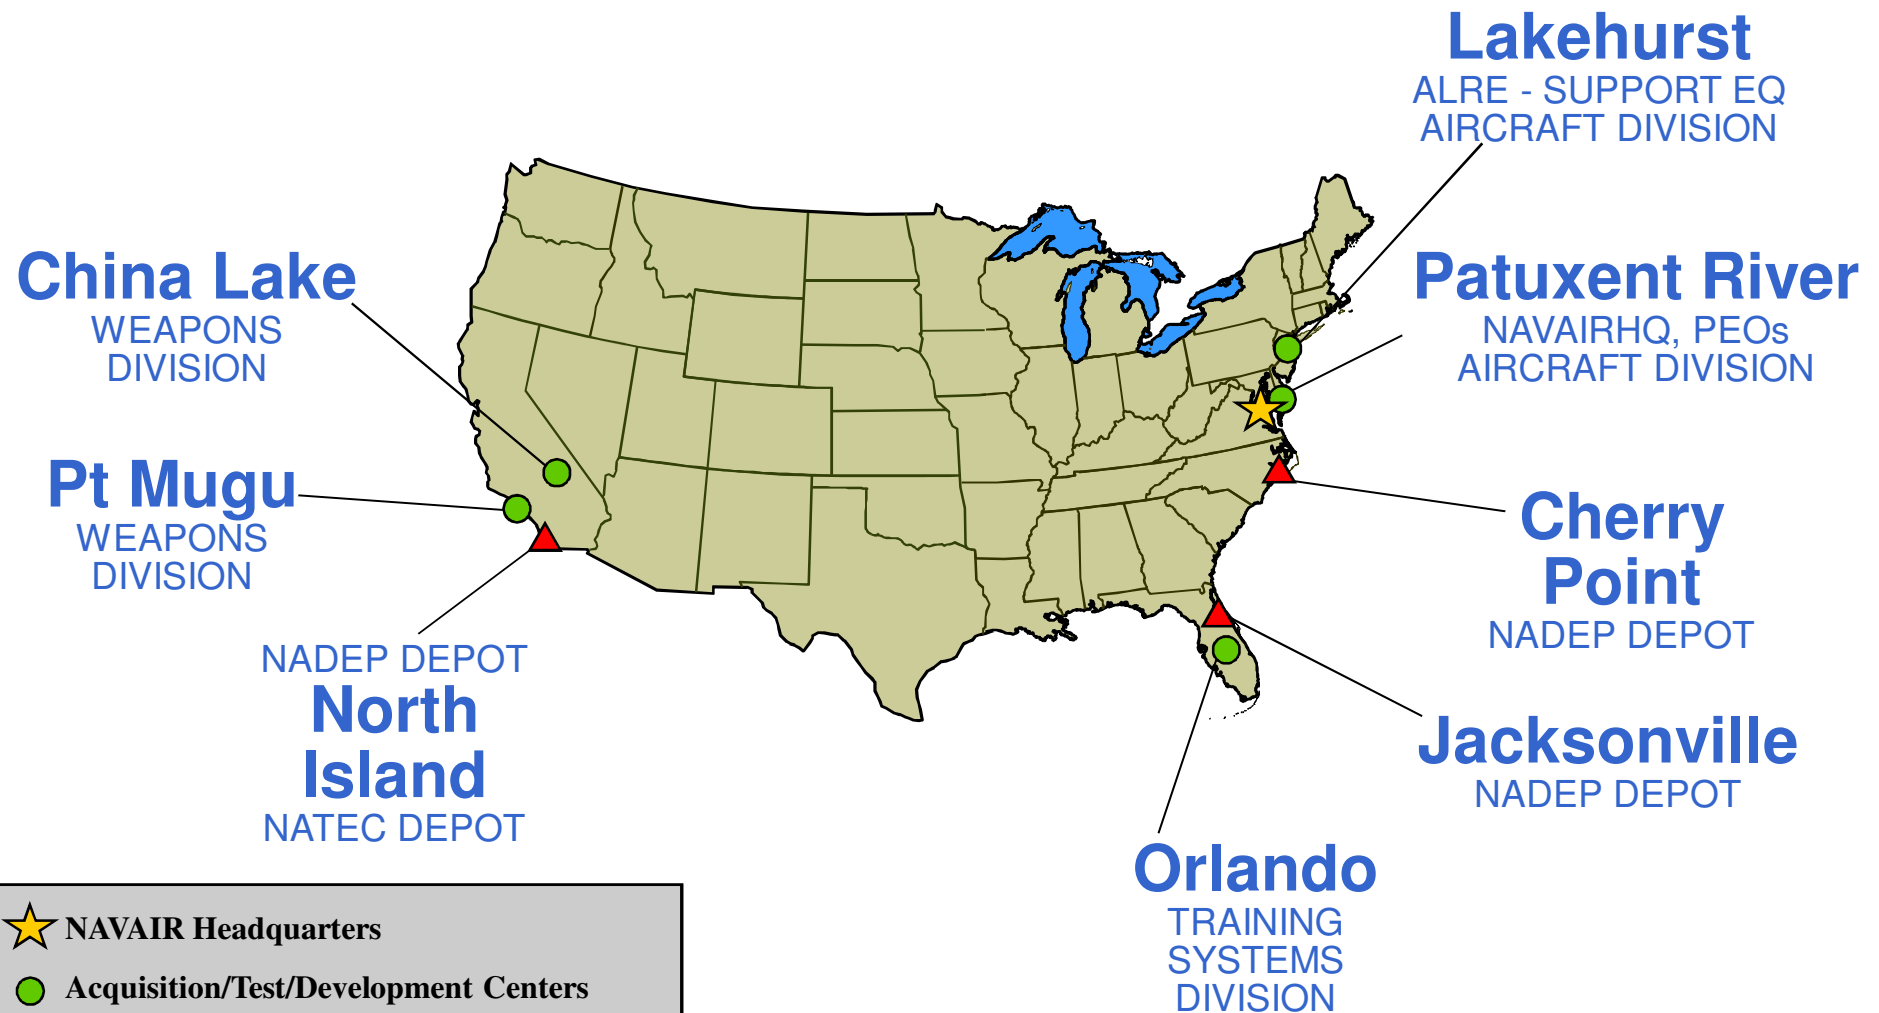 Lakehurst
ALRE - SUPPORT EQ
AIRCRAFT DIVISION
China Lake
WEAPONS
DIVISION
Patuxent River
NAVAIRHQ, PEOs
AIRCRAFT DIVISION
Pt Mugu
WEAPONS
DIVISION
Cherry
Point
NADEP DEPOT
NADEP DEPOT
North
Island
NATEC DEPOT
Jacksonville
NADEP DEPOT
Orlando
TRAINING
SYSTEMS
DIVISION
NAVAIR Headquarters
Acquisition/Test/Development Centers